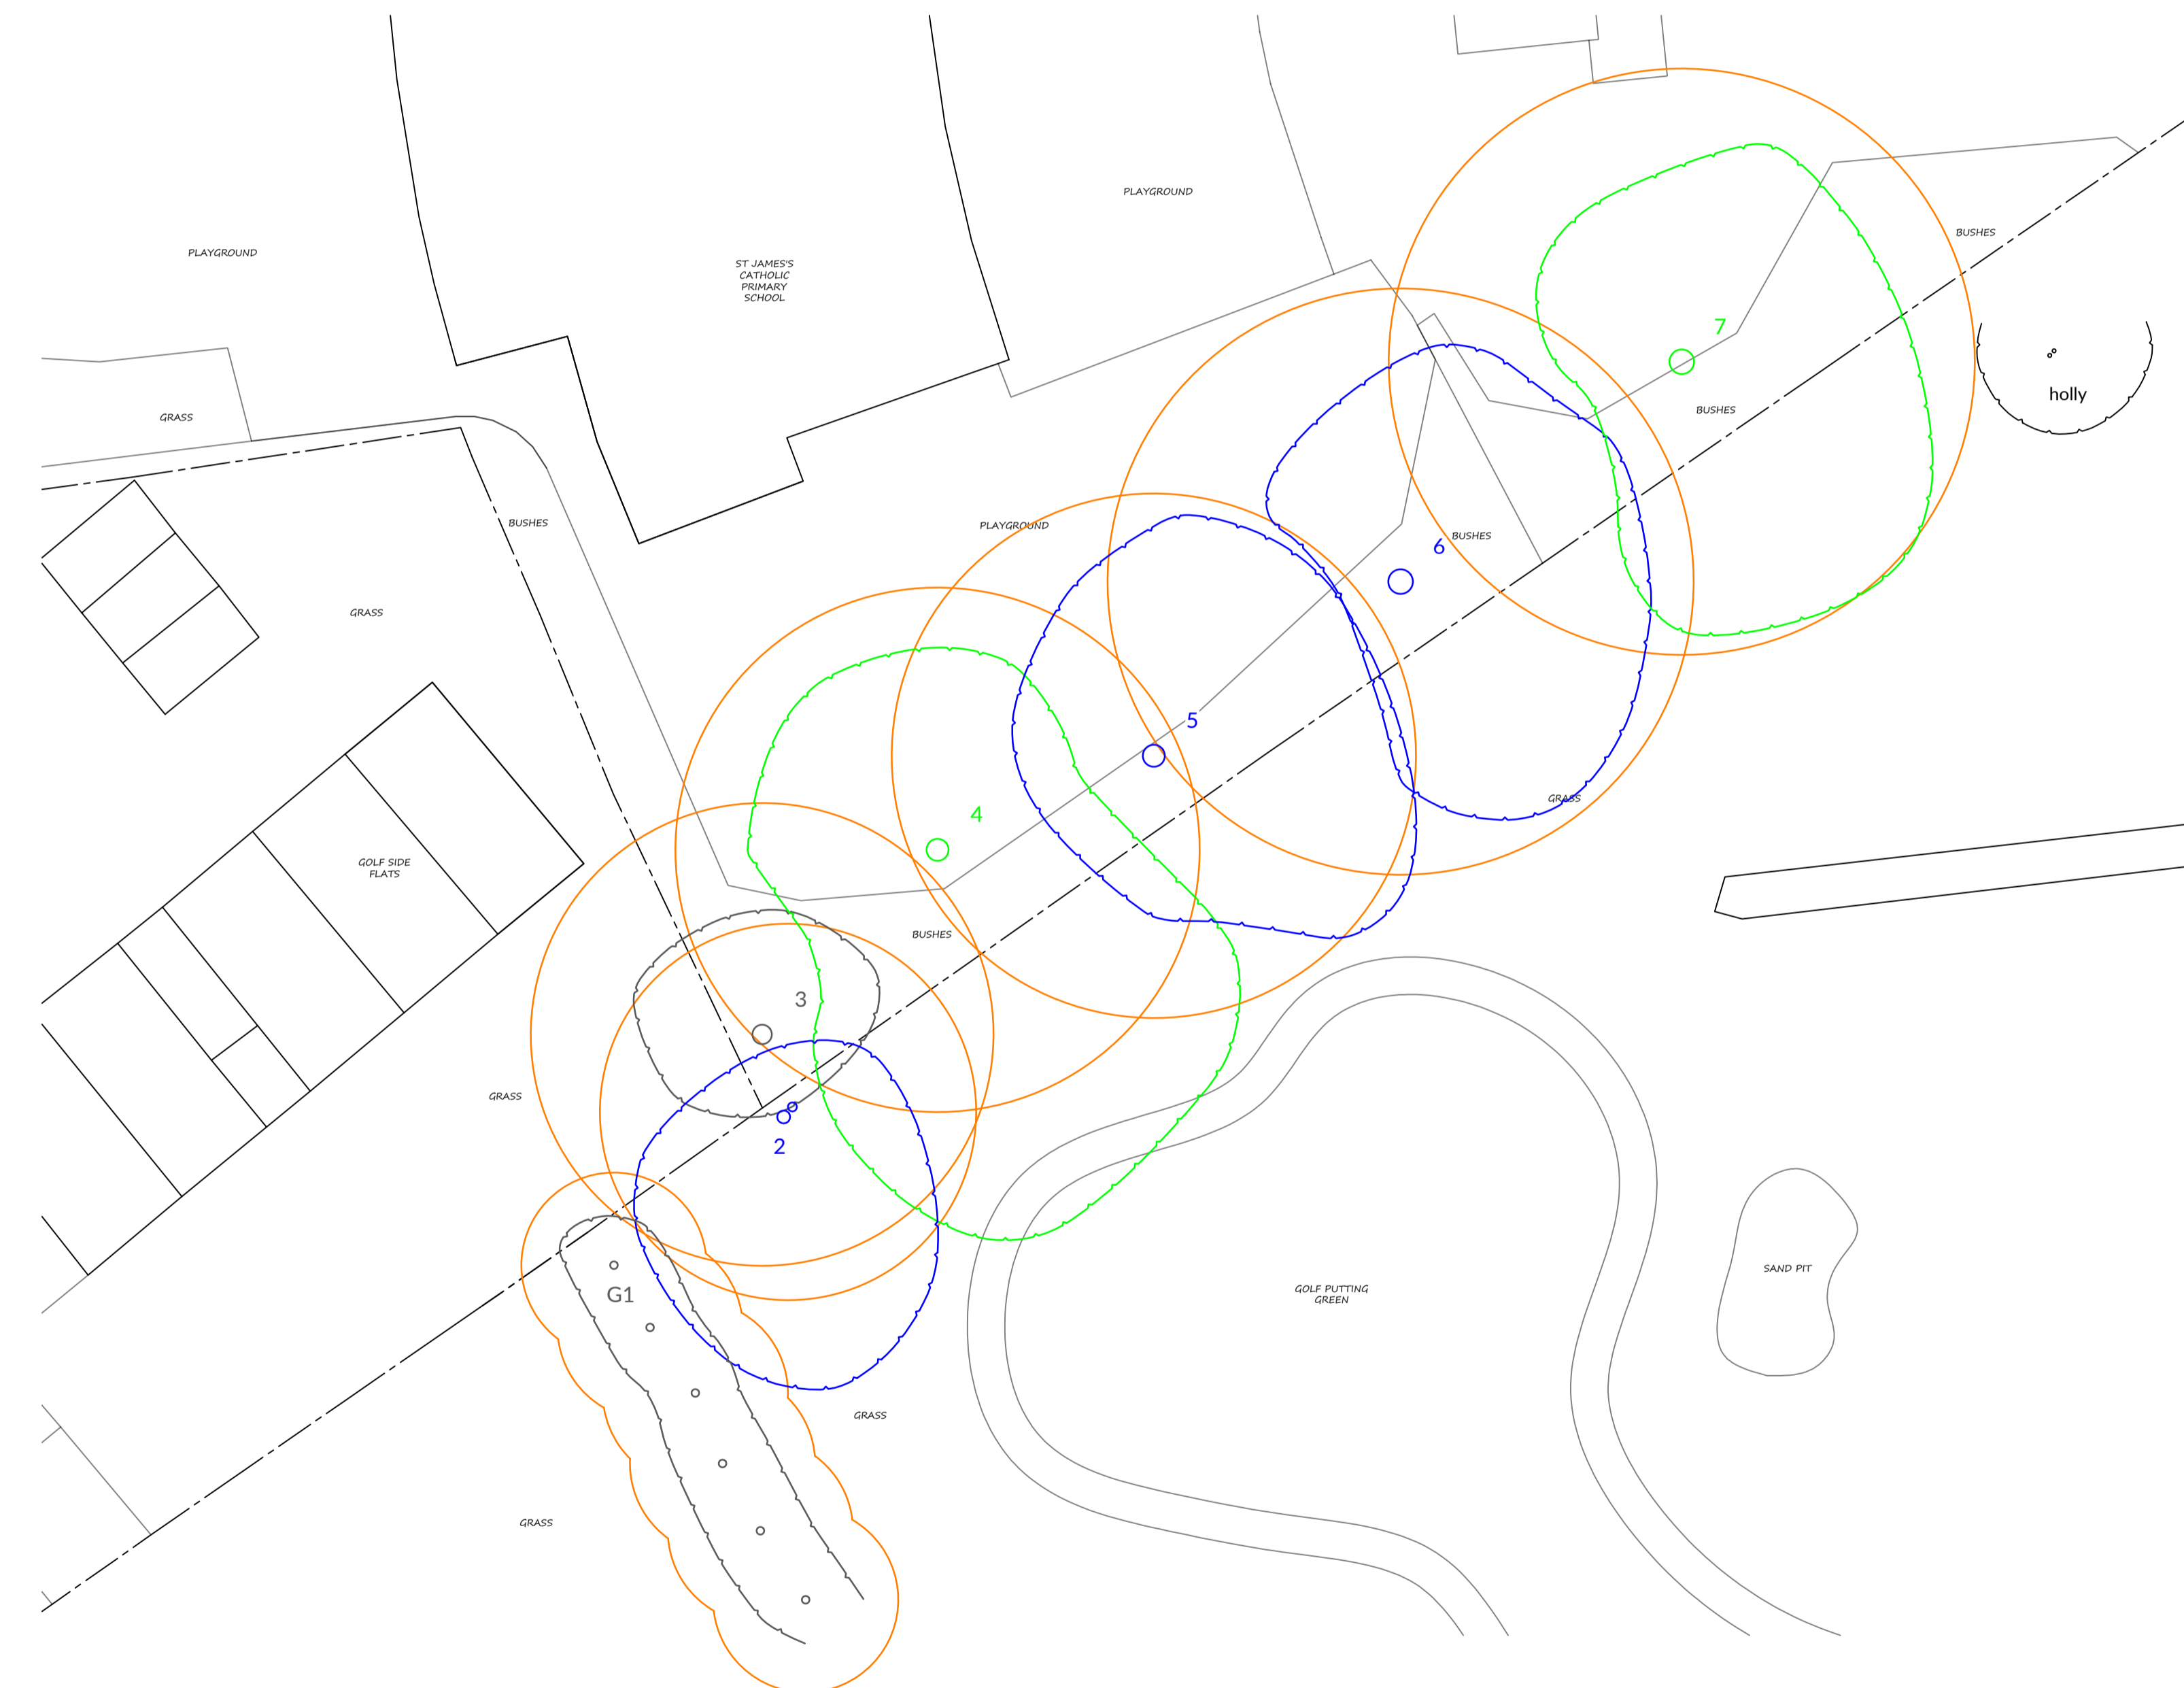 PLAYGROUND
PLAYGROUND
ST JAMES'S
CATHOLIC
PRIMARY
SCHOOL
BUSHES
7
holly
BUSHES
GRASS
BUSHES
PLAYGROUND
BUSHES
6
GRASS
5
GRASS
4
GOLF SIDE
FLATS
BUSHES
3
GRASS
2
SAND PIT
G1
GOLF PUTTING
GREEN
GRASS
GRASS